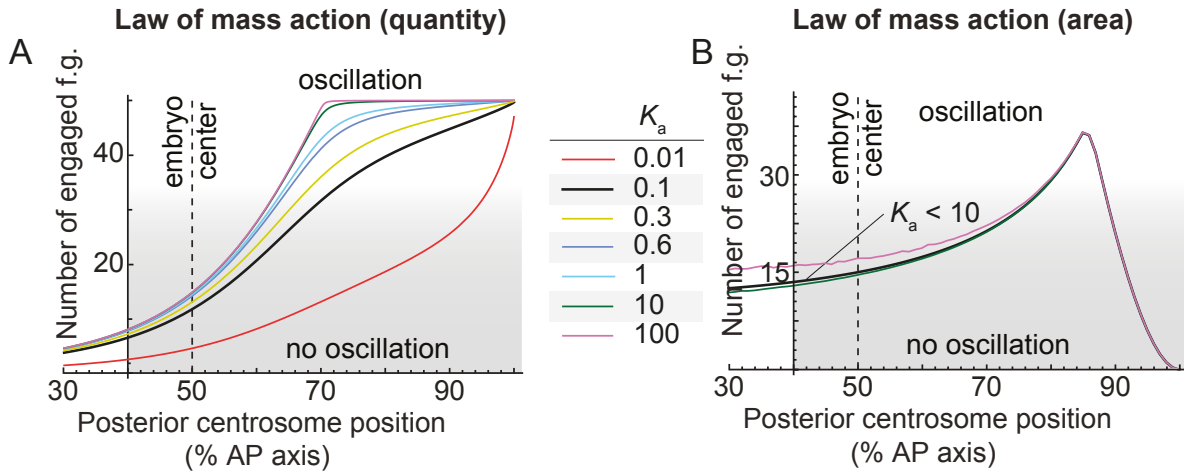 Law of mass action (quantity)
A
Number of engaged f.g.
40
20
embryo
center
oscillation
no oscillation
30
50
70
90
Posterior centrosome position
(% AP axis)
Ka
0.01
0.1
0.3
0.6
1
10
100
Law of mass action (area)
B
Number of engaged f.g.
30
15
embryo
center
oscillation
Ka < 10
no oscillation
30
50
70
90
Posterior centrosome position
(% AP axis)